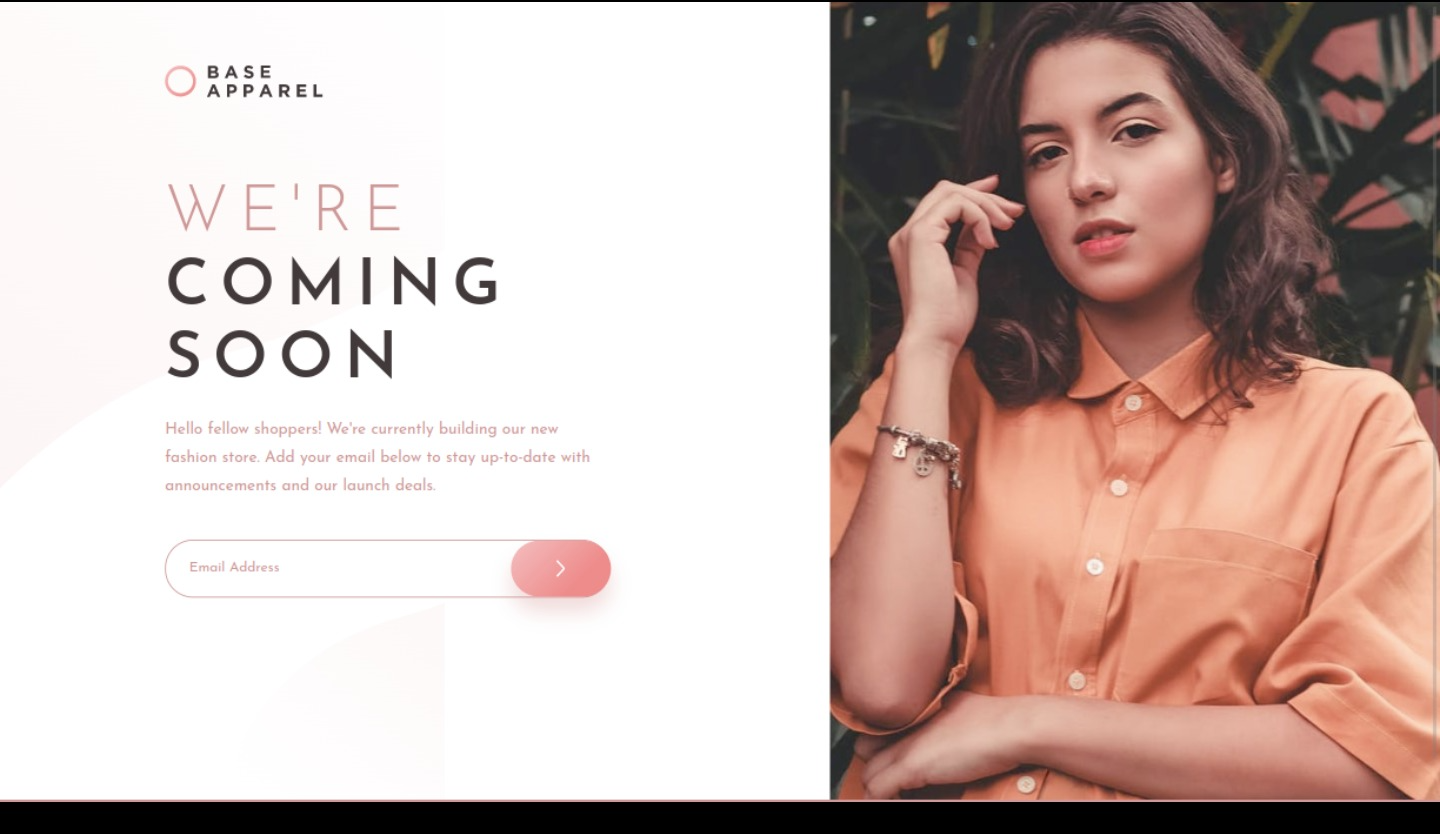 BASE
APPAREL
WE'RE
COMING
SOON
Hello fellow shoppers! We're currently building our new
fashion store. Add your email below to stay up-to-date with
announcements and our launch deals.
Email Address